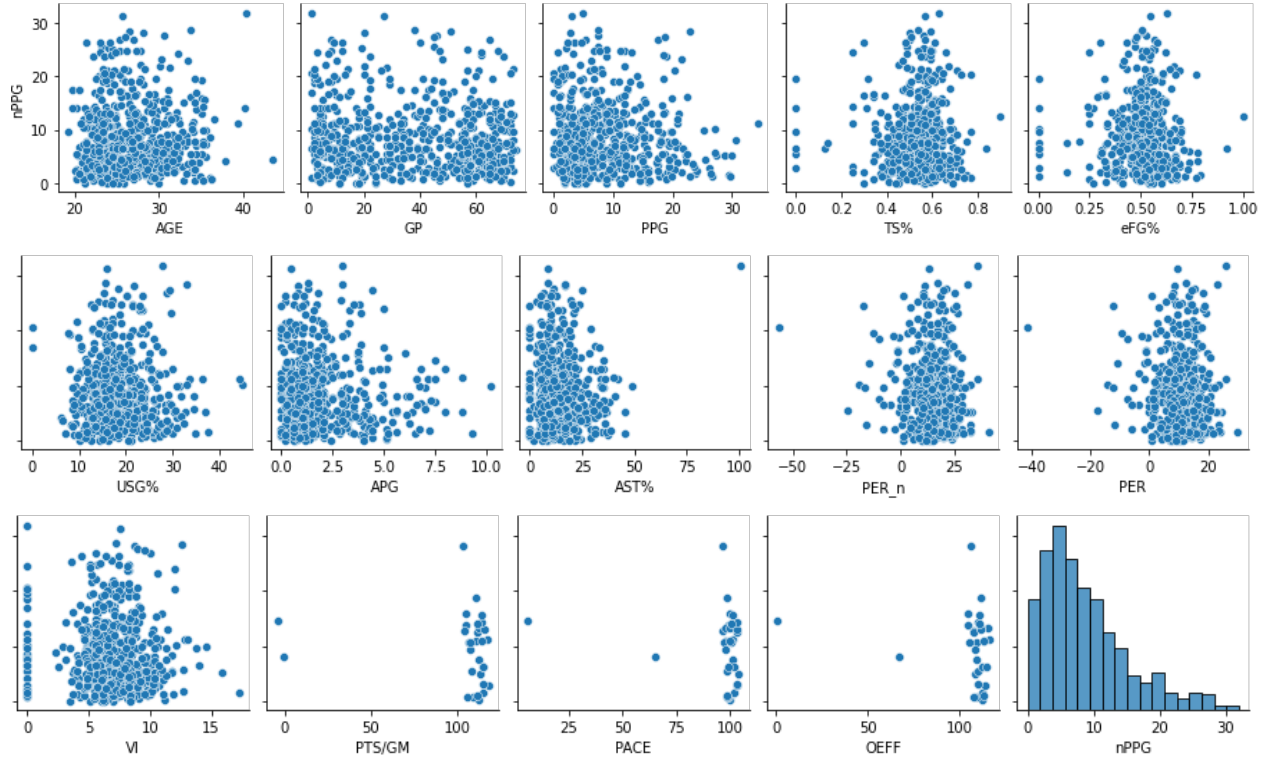 30
20
10
0
nPPG
20 30 40
0 20 40 60
0 10 20 30
0.0 0.2 0.4 0.6 0.8
0.00 0.25 0.50 0.75 1.00
AGE GP PPG TS% eFG%
0 20 40
0.0 2.5 5.0 7.5 10.0
0 25 50 75 100
−50 −25 0 25
−40 −20 0 20
USG% APG AST% PER_n PER
0 5 10 15
0 50 100
25 50 75 100
0 50 100
0 10 20 30
VI PTS/GM PACE OEFF nPPG